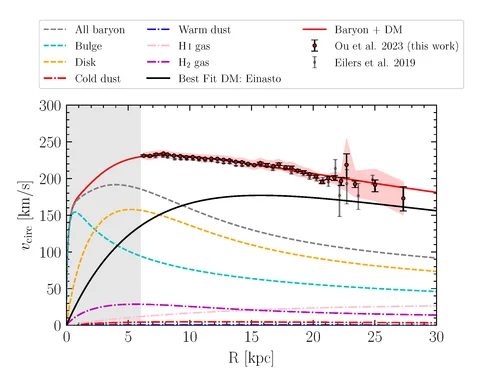 All baryon
Bulge
Disk
Cold dust
Warm dust
H1 gas
H₂ gas
Best Fit DM: Einasto
Baryon + DM
Ou et al. 2023 (this work)
Eilers et al. 2019
300
250
200
150
100
50
0
v_circ [km/s]
0 5 10 15 20 25 30
R [kpc]